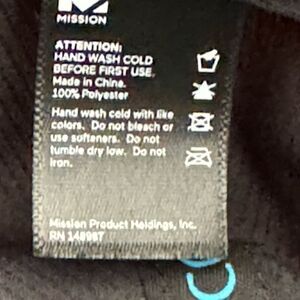 MISSION
ATTENTION:
HAND WASH COLD
BEFORE FIRST USE.
Made in China.
100% Polyester
Hand wash cold with like
colors. Do not bleach or
use softeners. Do not
tumble dry low. Do not
iron.
Mission Product Holdings, Inc.
RN 148987